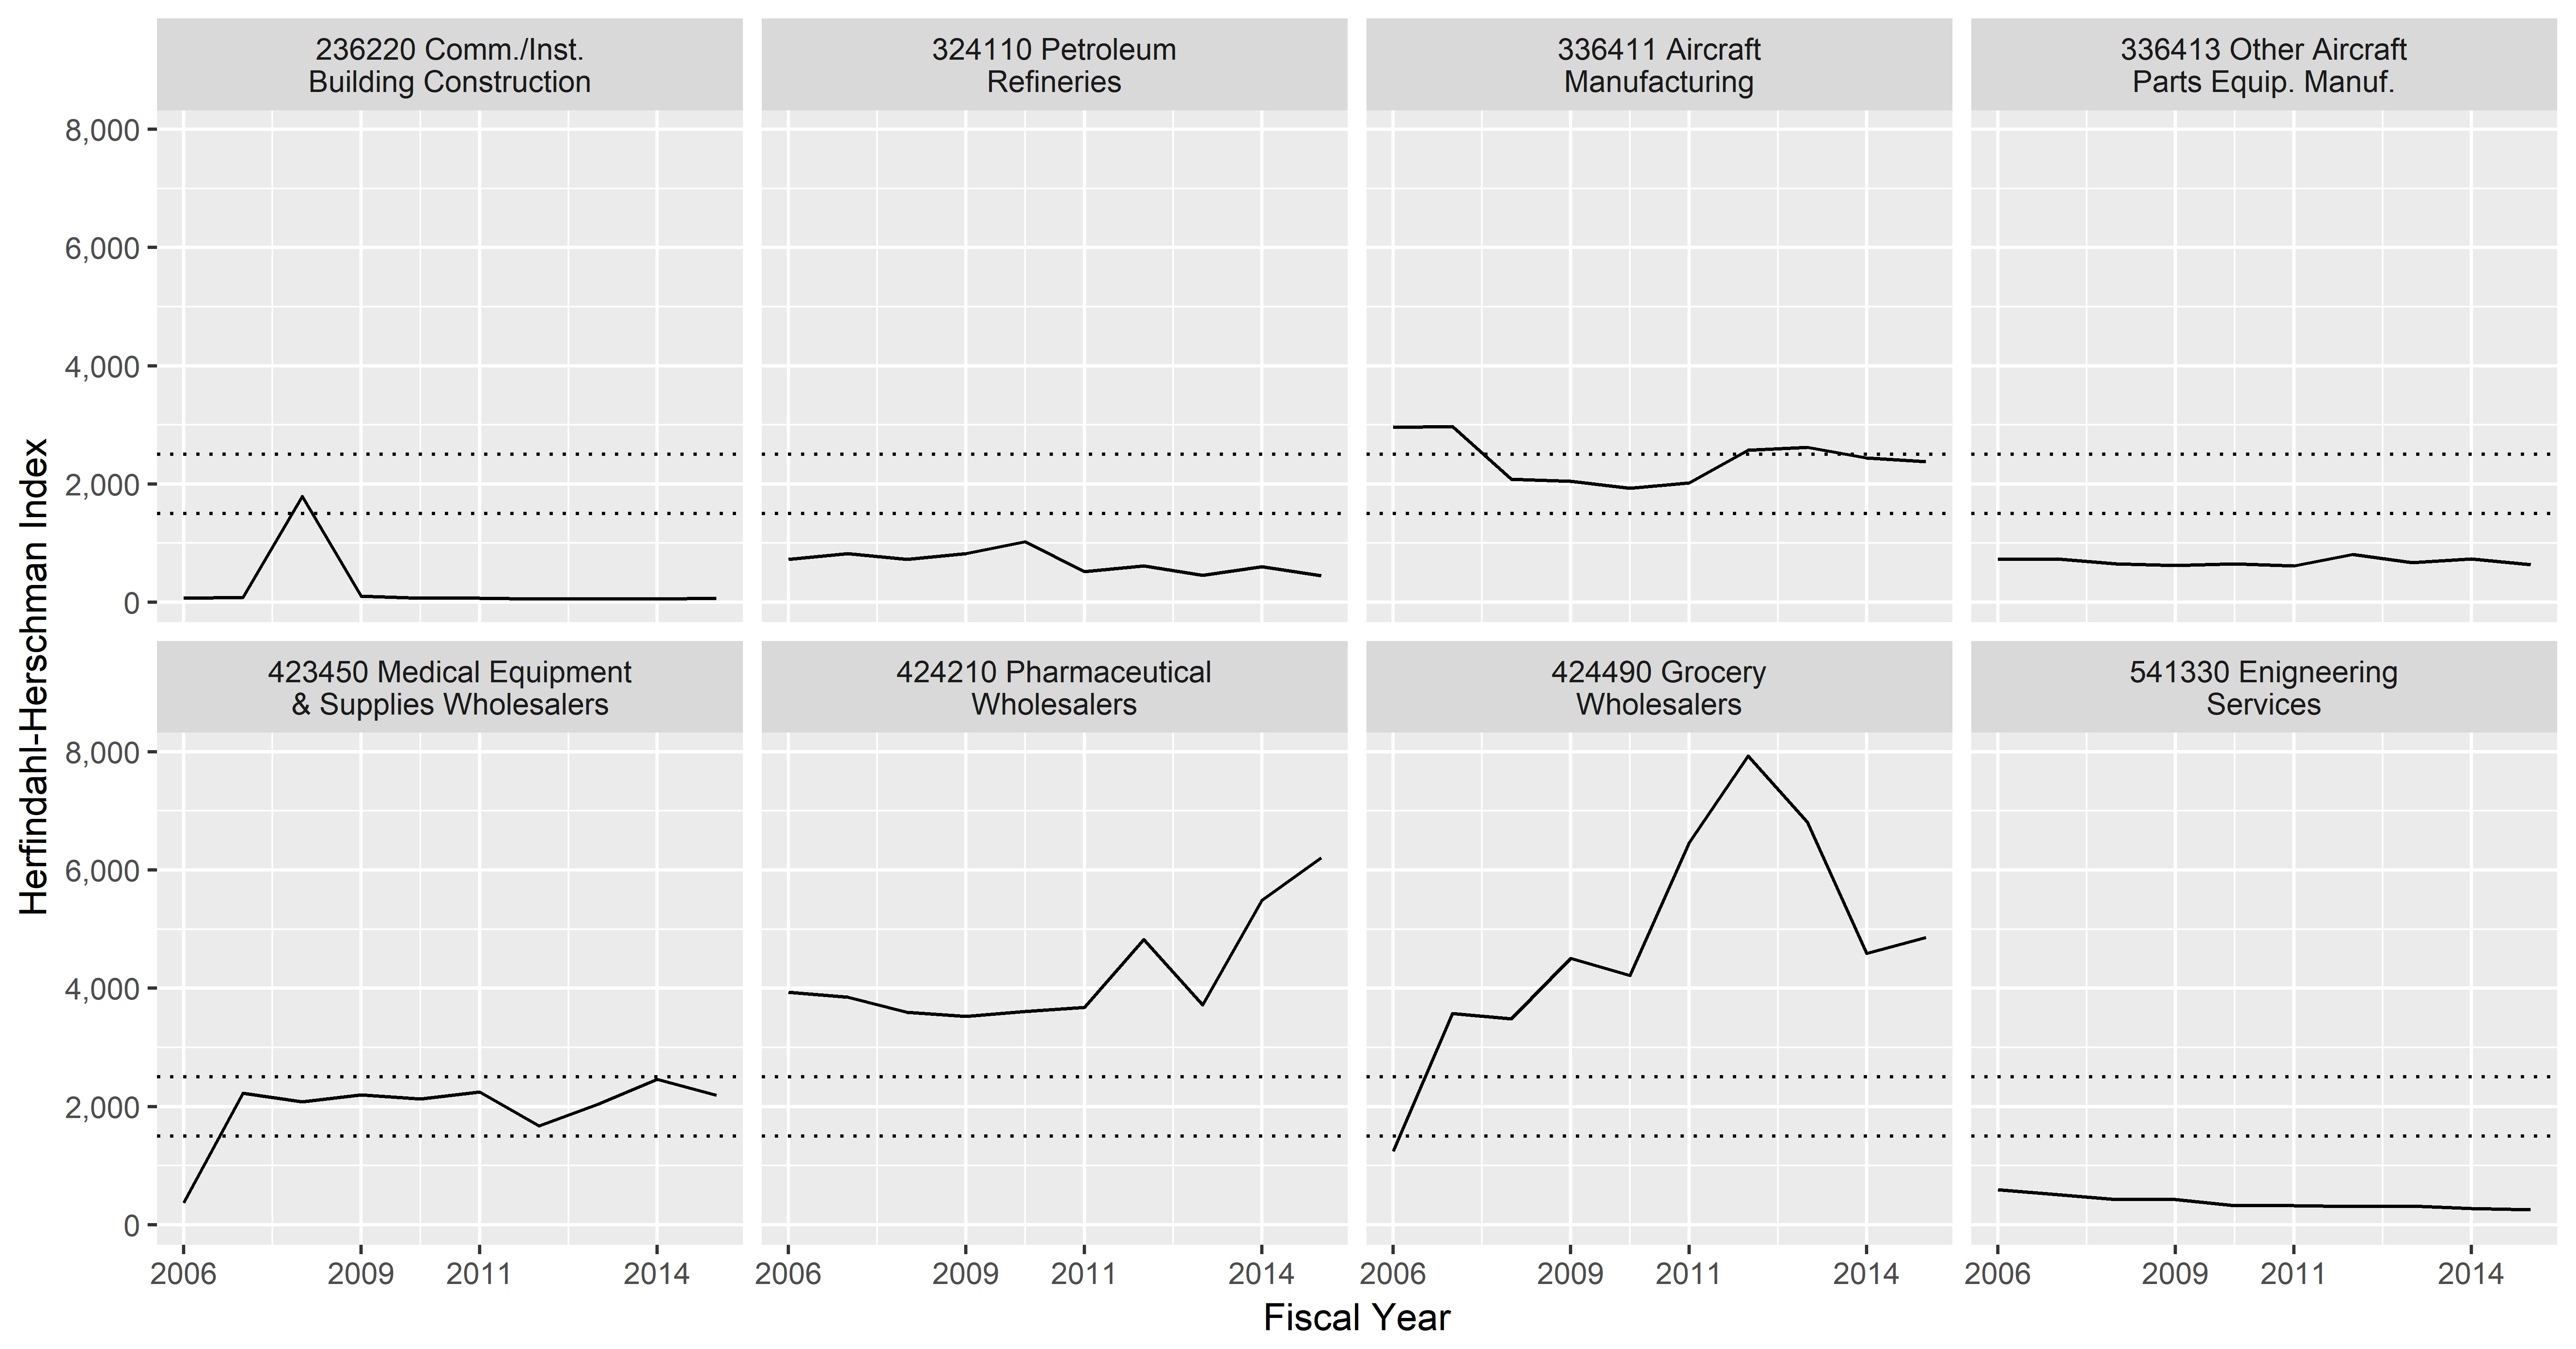 236220 Comm./Inst.
Building Construction
324110 Petroleum
Refineries
336411 Aircraft
Manufacturing
336413 Other Aircraft
Parts Equip. Manuf.
8,000
6,000
4,000
2,000
0
423450 Medical Equipment
& Supplies Wholesalers
424210 Pharmaceutical
Wholesalers
424490 Grocery
Wholesalers
541330 Enigneering
Services
8,000
6,000
4,000
2,000
0
2006 2009 2011 2014
2006 2009 2011 2014
2006 2009 2011 2014
2006 2009 2011 2014
Fiscal Year
Herfindahl-Herschman Index